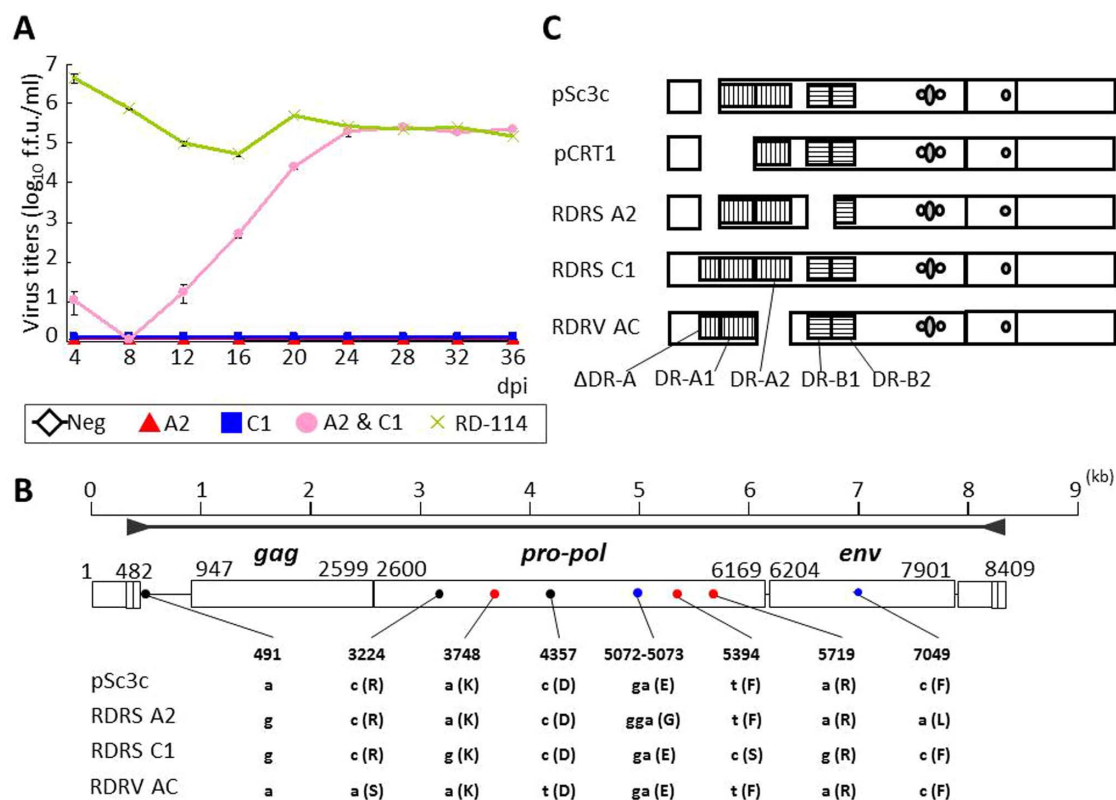 A
Virus titers (log10 f.f.u./ml)
7
6
5
4
3
2
1
0
4 8 12 16 20 24 28 32 36
dpi
Neg A2 C1 A2 & C1 RD-114
C
pSc3c
pCRT1
RDRS A2
RDRS C1
RDRV AC
ΔDR-A DR-A1 DR-A2 DR-B1 DR-B2
B
0 1 2 3 4 5 6 7 8 9 (kb)
gag pro-pol env
1 482 947 2599 2600 6169 6204 7901 8409
491 3224 3748 4357 5072-5073 5394 5719 7049
pSc3c a c (R) a (K) c (D) ga (E) t (F) a (R) c (F)
RDRS A2 g c (R) a (K) c (D) gga (G) t (F) a (R) a (L)
RDRS C1 g c (R) g (K) c (D) ga (E) c (S) g (R) c (F)
RDRV AC a a (S) a (K) t (D) ga (E) t (F) a (R) c (F)